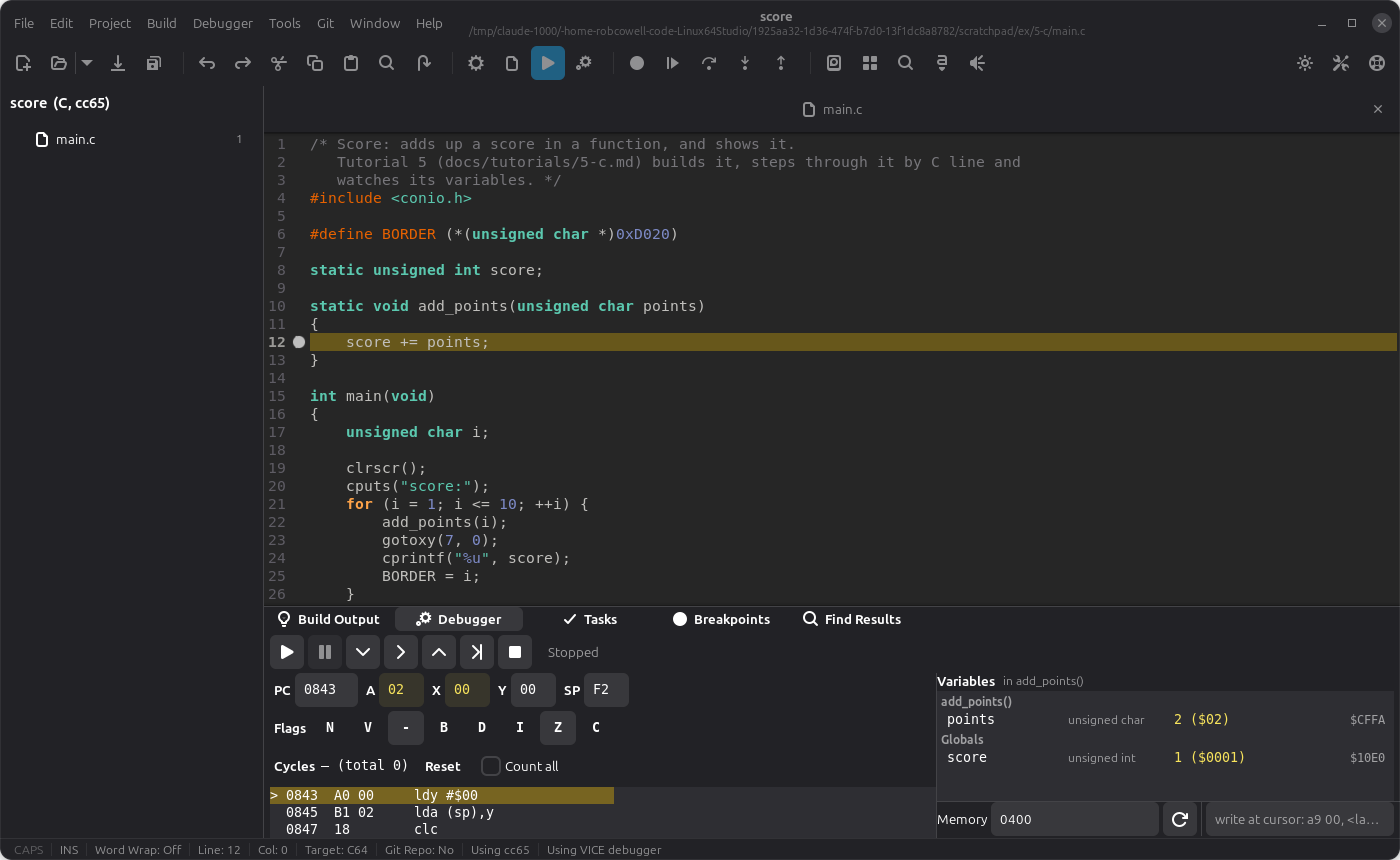 File Edit Project Build Debugger Tools Git Window Help
score
/tmp/claude-1000/-home-robcowell-code-Linux64Studio/1925aa32-1d36-474f-b7d0-13f1dc8a8782/scratchpad/ex/5-c/main.c
score (C, cc65)
main.c 1
main.c
1 /* Score: adds up a score in a function, and shows it.
2    Tutorial 5 (docs/tutorials/5-c.md) builds it, steps through it by C line and
3    watches its variables. */
4 #include <conio.h>
5
6 #define BORDER (*(unsigned char *)0xD020)
7
8 static unsigned int score;
9
10 static void add_points(unsigned char points)
11 {
12     score += points;
13 }
14
15 int main(void)
16 {
17     unsigned char i;
18
19     clrscr();
20     cputs("score:");
21     for (i = 1; i <= 10; ++i) {
22         add_points(i);
23         gotoxy(7, 0);
24         cprintf("%u", score);
25         BORDER = i;
26     }
Build Output Debugger Tasks Breakpoints Find Results
Stopped
PC 0843 A 02 X 00 Y 00 SP F2
Flags N V - B D I Z C
Cycles — (total 0) Reset Count all
> 0843 A0 00 ldy #$00
0845 B1 02 lda (sp),y
0847 18 clc
Variables in add_points()
add_points()
points unsigned char 2 ($02) $CFFA
Globals
score unsigned int 1 ($0001) $10E0
Memory 0400 write at cursor: a9 00, <la...
CAPS INS Word Wrap: Off Line: 12 Col: 0 Target: C64 Git Repo: No Using cc65 Using VICE debugger